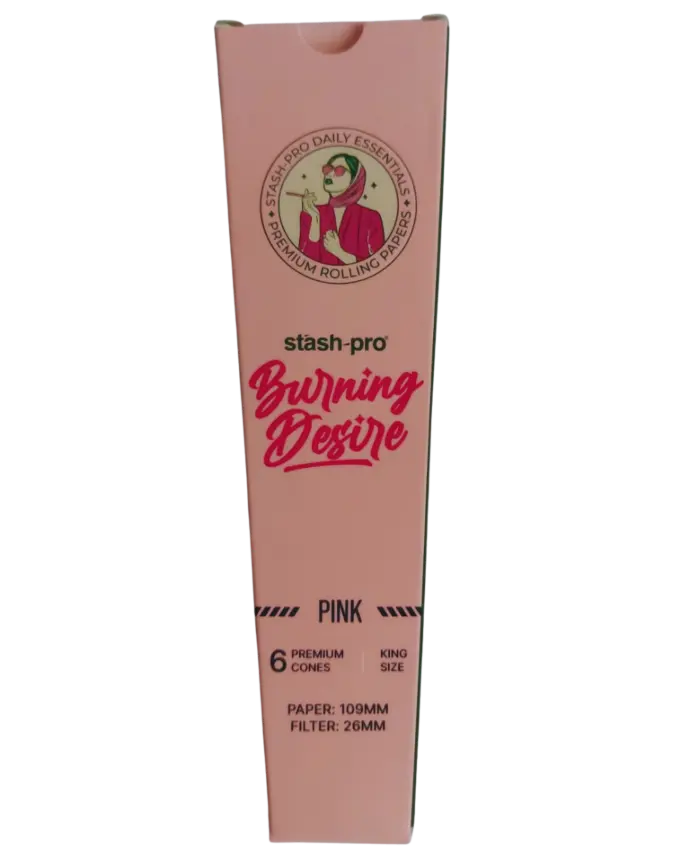 STASH-PRO DAILY ESSENTIALS
PREMIUM ROLLING PAPERS
stash-pro®
Burning
Desire
PINK
6 PREMIUM CONES
KING SIZE
PAPER: 109MM
FILTER: 26MM